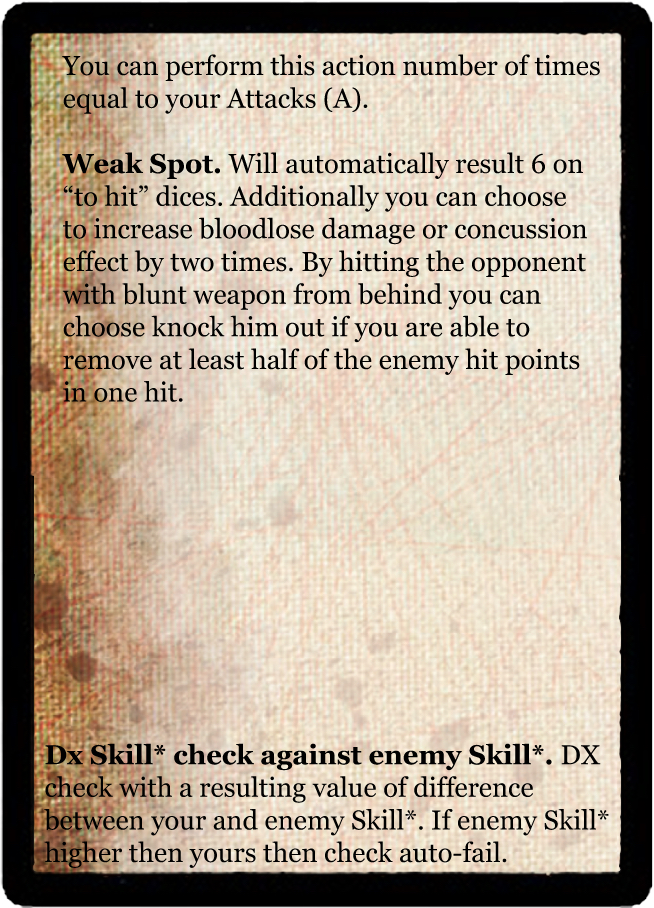 You can perform this action number of times
equal to your Attacks (A).
Weak Spot. Will automatically result 6 on
“to hit” dices. Additionally you can choose
to increase bloodlose damage or concussion
effect by two times. By hitting the opponent
with blunt weapon from behind you can
choose knock him out if you are able to
remove at least half of the enemy hit points
in one hit.
Dx Skill* check against enemy Skill*. DX
check with a resulting value of difference
between your and enemy Skill*. If enemy Skill*
higher then yours then check auto-fail.